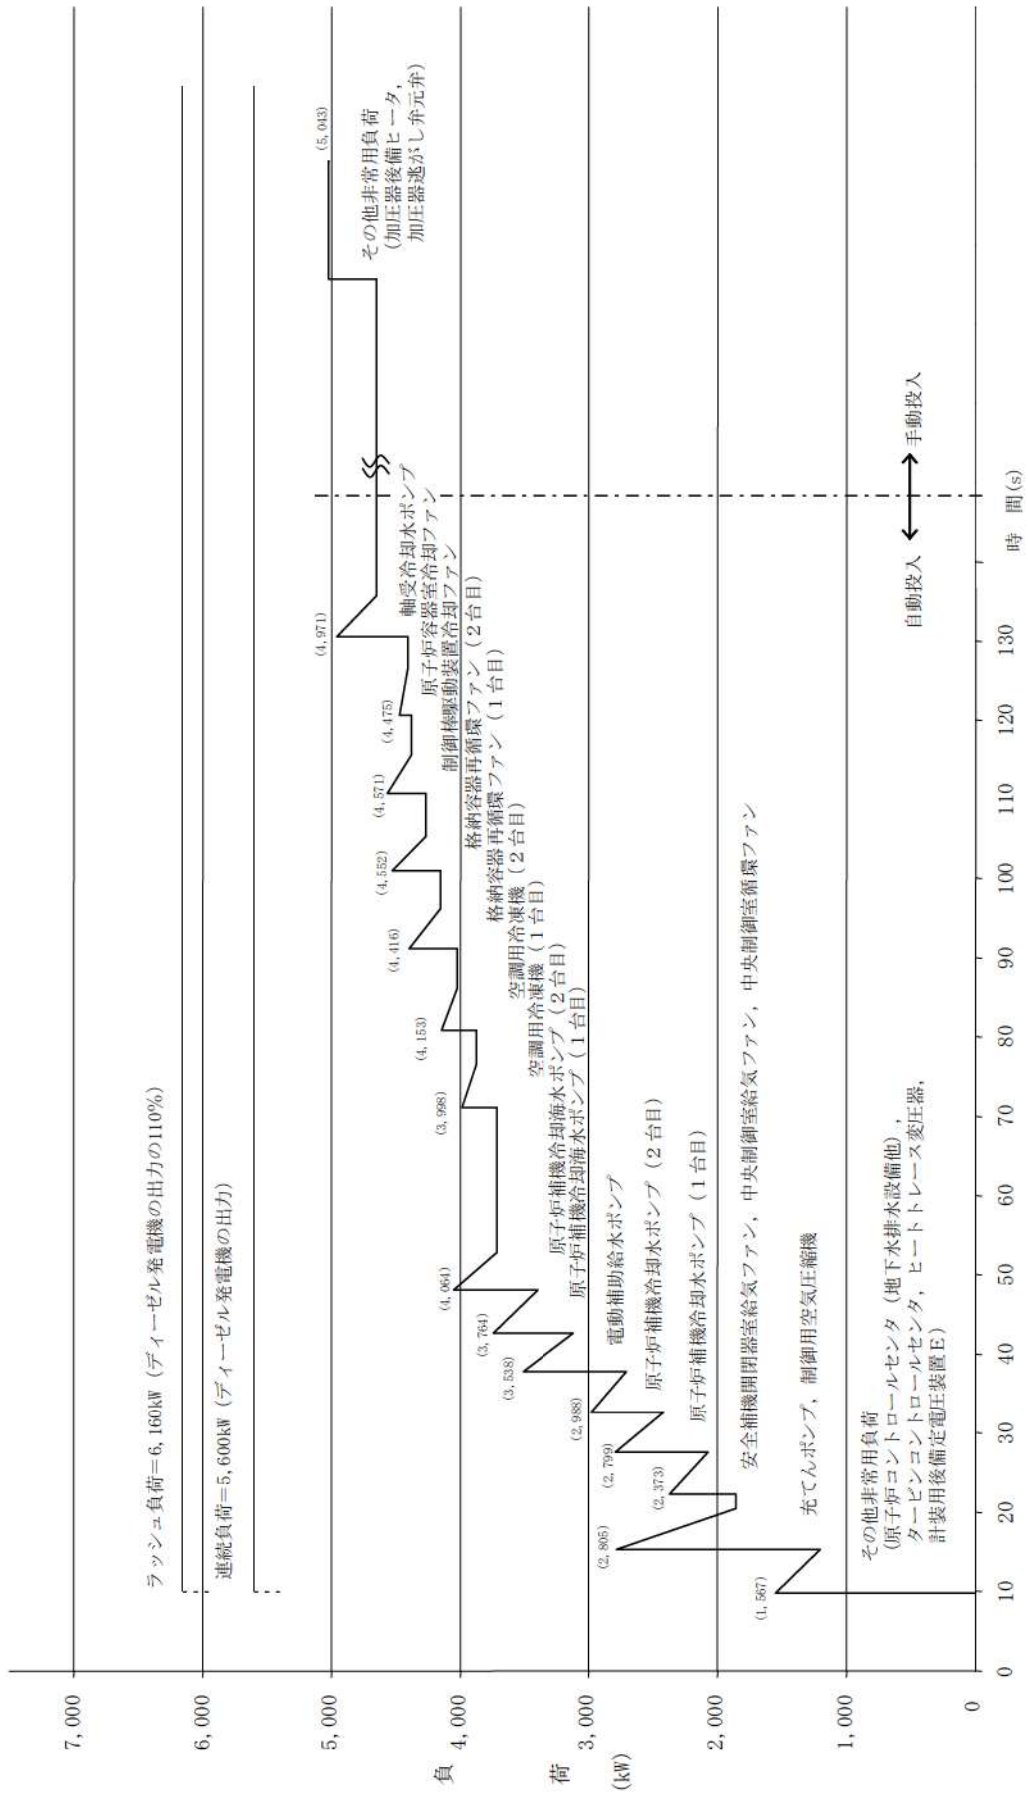 7,000
6,000
5,000
4,000
3,000
2,000
1,000
0
負
荷
(kW)
ラッシュ負荷=6,160kW (ディーゼル発電機の出力の110%)
連続負荷=5,600kW (ディーゼル発電機の出力)
(1,567)
(2,805)
(2,373)
(2,799)
(2,988)
(3,538)
(3,764)
(4,064)
(3,998)
(4,153)
(4,416)
(4,552)
(4,571)
(4,475)
(4,971)
(5,043)
その他非常用負荷
(加圧器後備ヒータ,
加圧器逃がし弁元弁)
軸受冷却水ポンプ
原子炉容器室冷却ファン
制御棒駆動装置冷却ファン
格納容器再循環ファン(2台目)
格納容器再循環ファン(1台目)
空調用冷凍機(2台目)
空調用冷凍機(1台目)
原子炉補機冷却海水ポンプ(2台目)
原子炉補機冷却海水ポンプ(1台目)
電動補助給水ポンプ
原子炉補機冷却水ポンプ(2台目)
原子炉補機冷却水ポンプ(1台目)
安全補機開閉器室給気ファン, 中央制御室給気ファン, 中央制御室循環ファン
充てんポンプ, 制御用空気圧縮機
その他非常用負荷
(原子炉コントロールセンタ(地下水排水設備他),
タービンコントロールセンタ, ヒートトレース変圧器,
計装用後備定電圧装置E)
自動投入
手動投入
0
10
20
30
40
50
60
70
80
90
100
110
120
130
時 間(s)